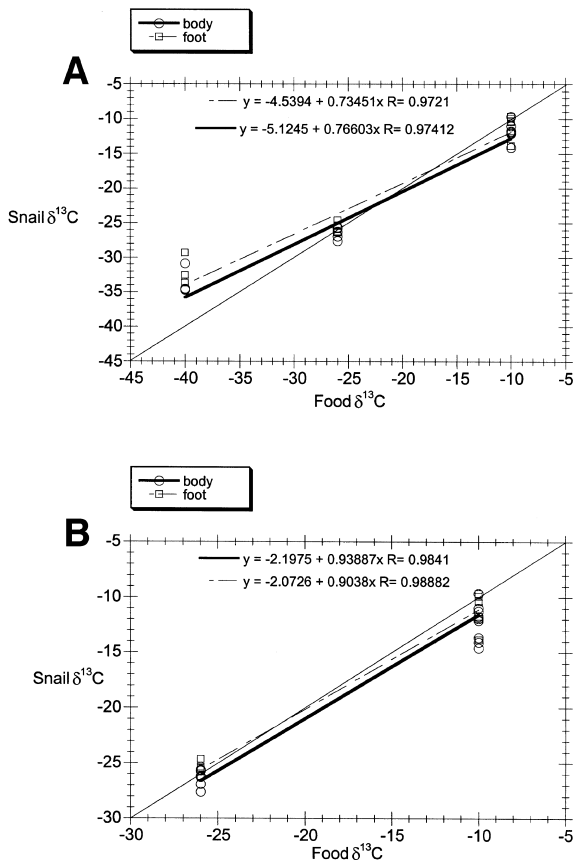 body
foot
A
y = -4.5394 + 0.73451x R= 0.9721
y = -5.1245 + 0.76603x R= 0.97412
-5
-10
-15
-20
-25
-30
-35
-40
-45
Snail δ¹³C
-45 -40 -35 -30 -25 -20 -15 -10 -5
Food δ¹³C
body
foot
B
y = -2.1975 + 0.93887x R= 0.9841
y = -2.0726 + 0.9038x R= 0.98882
-5
-10
-15
-20
-25
-30
Snail δ¹³C
-30 -25 -20 -15 -10 -5
Food δ¹³C